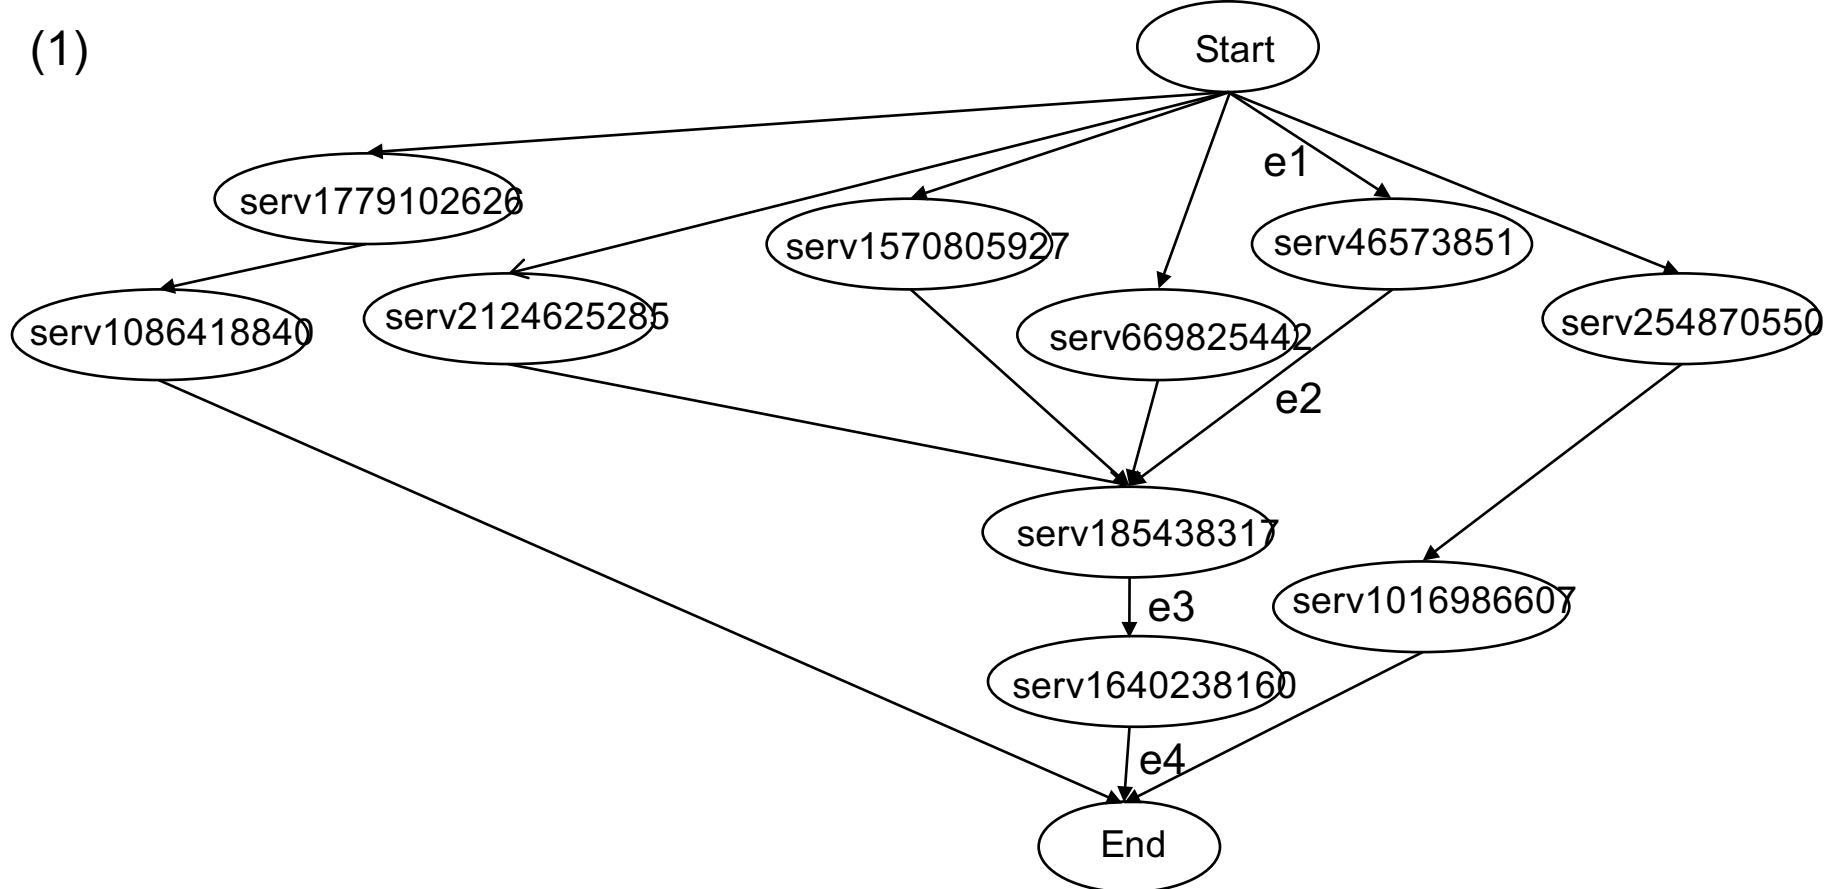 (1)
Start
e1
serv1779102626
serv1570805927
serv46573851
serv1086418840
serv2124625285
serv669825442
serv254870550
e2
serv185438317
e3
serv1016986607
serv1640238160
e4
End